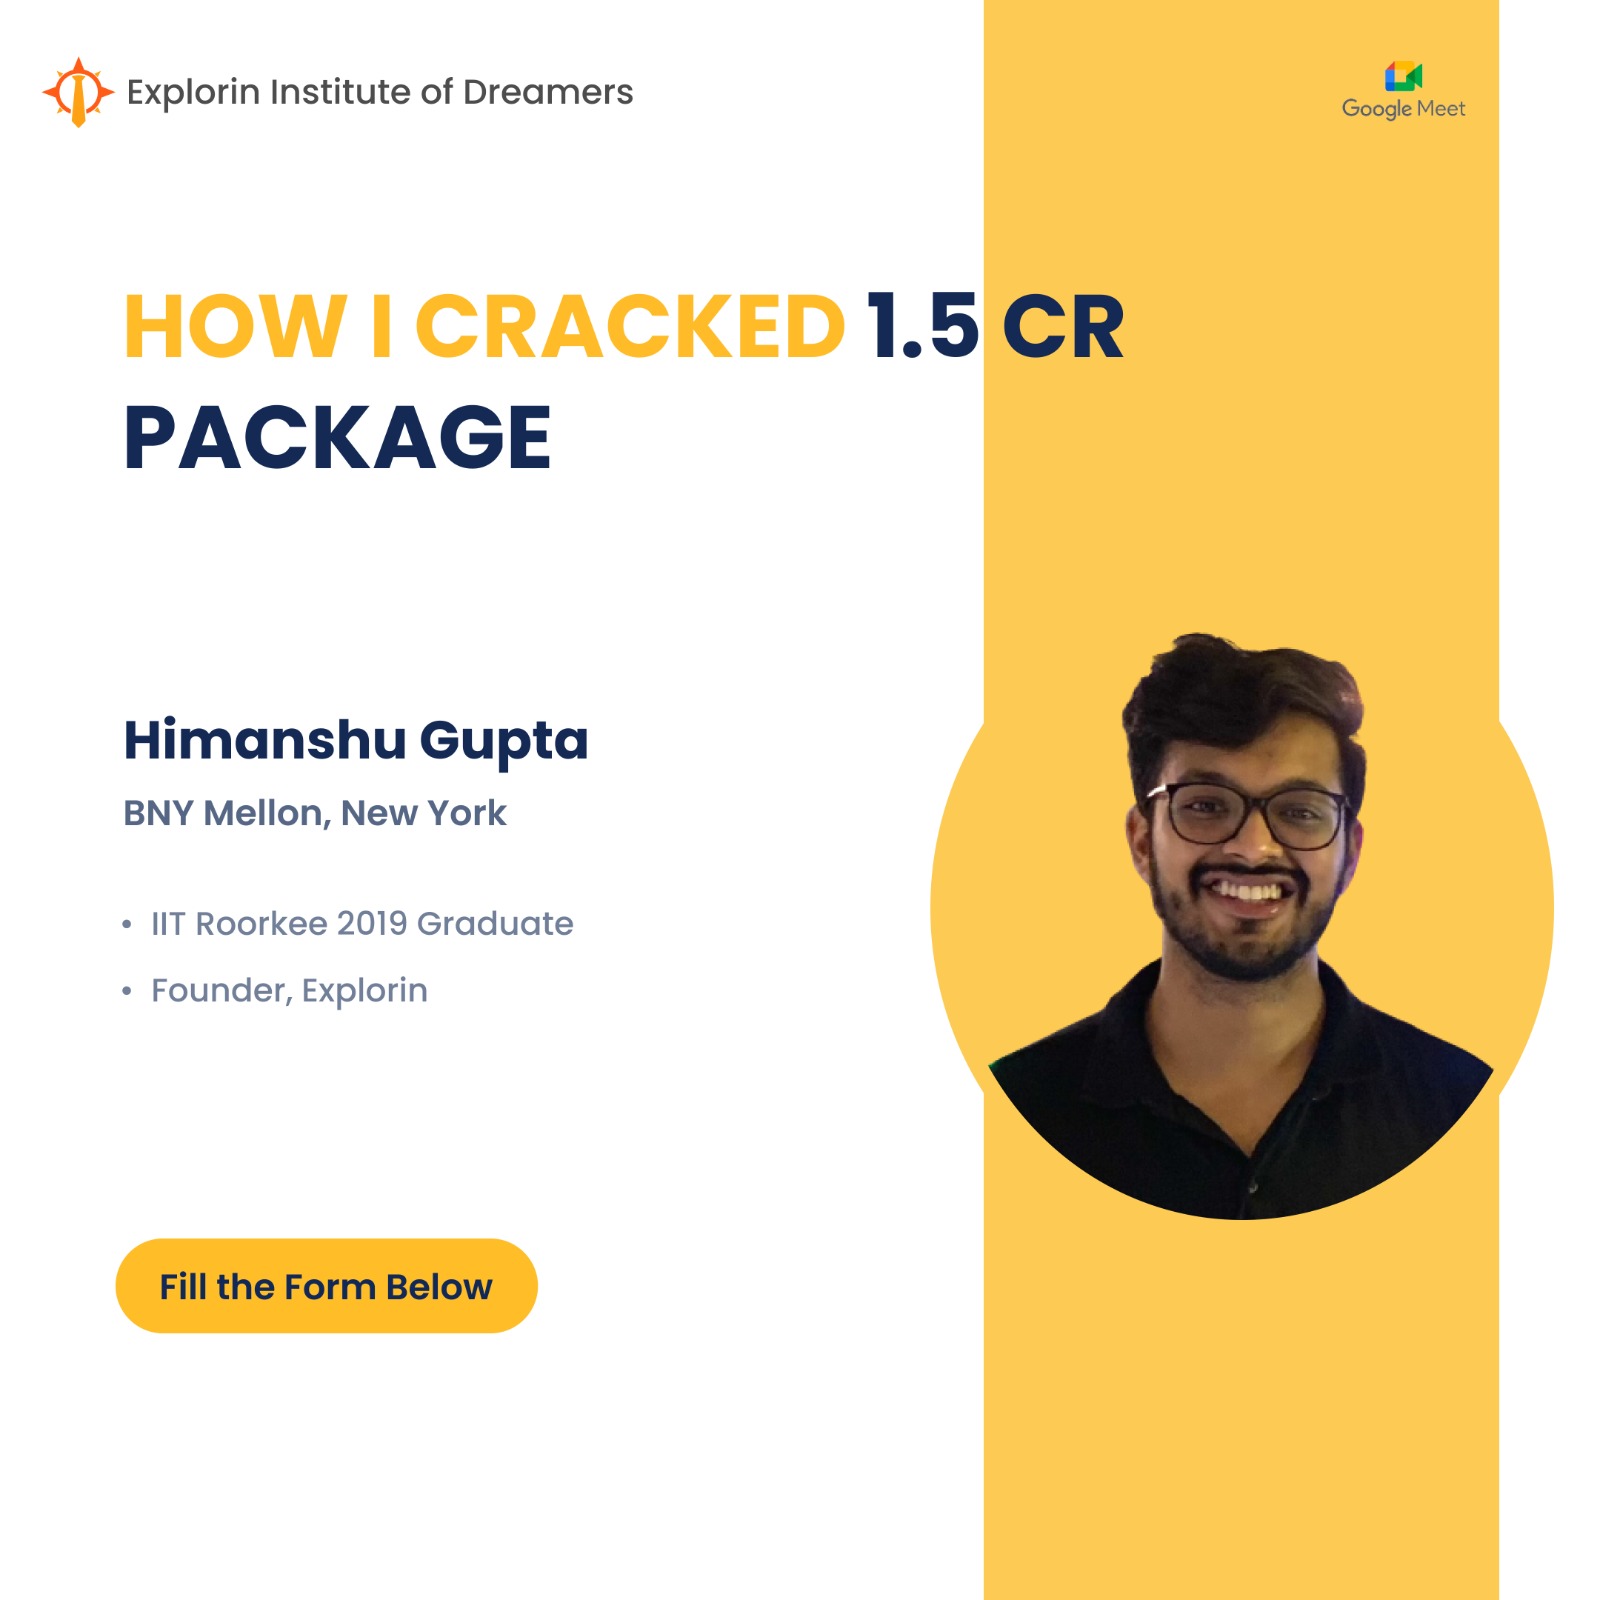 Explorin Institute of Dreamers
Google Meet
HOW I CRACKED 1.5 CR
PACKAGE
Himanshu Gupta
BNY Mellon, New York
• IIT Roorkee 2019 Graduate
• Founder, Explorin
Fill the Form Below